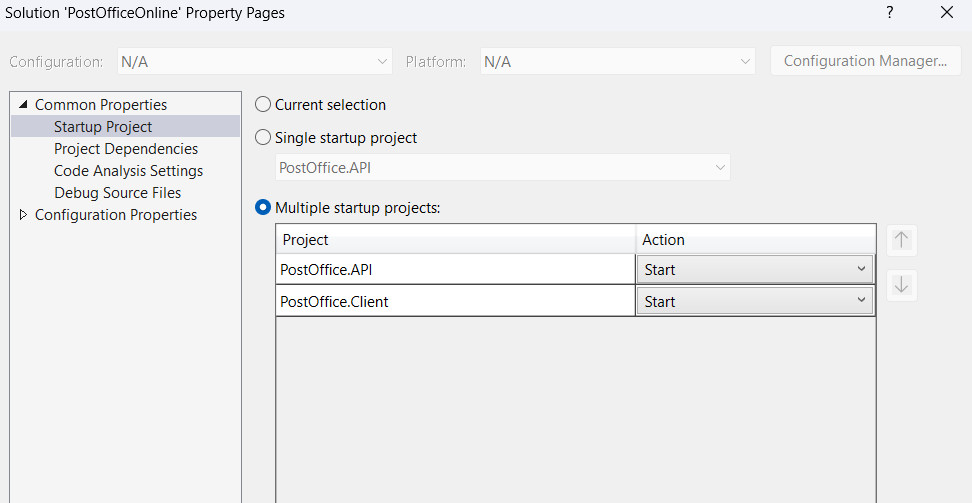 Solution 'PostOfficeOnline' Property Pages ?
Configuration: N/A Platform: N/A Configuration Manager...
Common Properties
Startup Project
Project Dependencies
Code Analysis Settings
Debug Source Files
Configuration Properties
Current selection
Single startup project
PostOffice.API
Multiple startup projects:
Project Action
PostOffice.API Start
PostOffice.Client Start